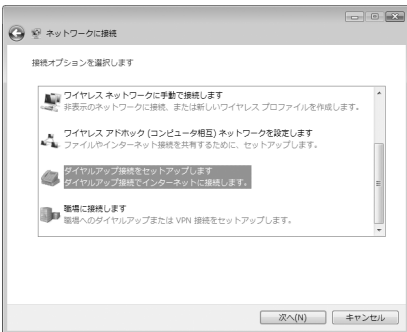 ネットワークに接続
接続オプションを選択します
ワイヤレス ネットワークに手動で接続します
非表示のネットワークに接続、または新しいワイヤレス プロファイルを作成します。
ワイヤレス アドホック (コンピュータ相互) ネットワークを設定します
ファイルやインターネット接続を共有するために、セットアップします。
ダイヤルアップ接続をセットアップします
ダイヤルアップ接続でインターネットに接続します。
職場に接続します
職場へのダイヤルアップまたは VPN 接続をセットアップします。
次へ(N)
キャンセル